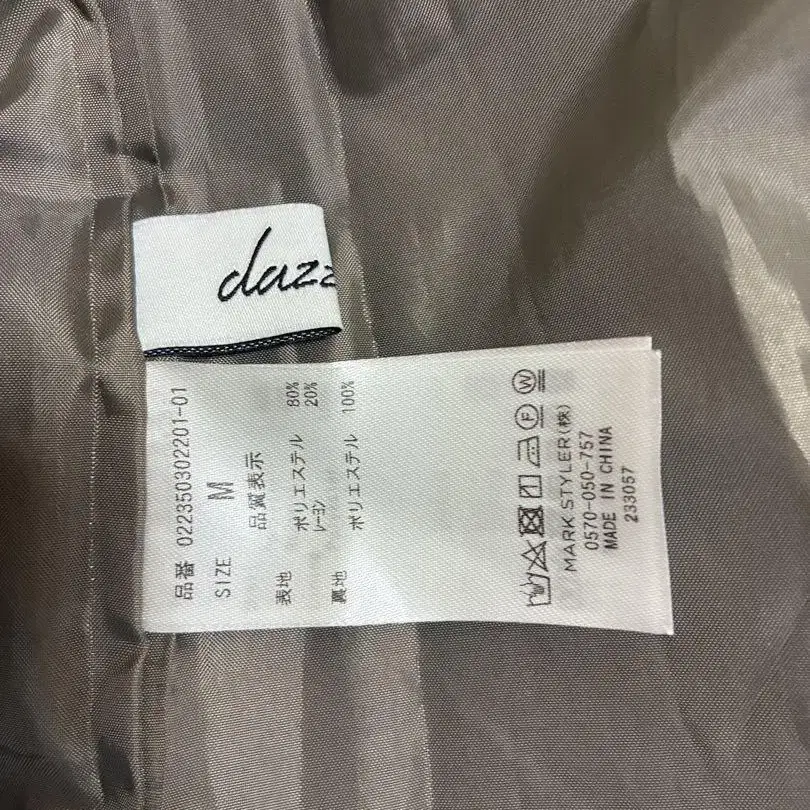 dazz
品番 022350302201-01
SIZE M
品質表示
表地 ポリエステル 80%
レーヨン 20%
裏地 ポリエステル 100%
F W
MARK STYLER(株)
0570-050-757
MADE IN CHINA
233057